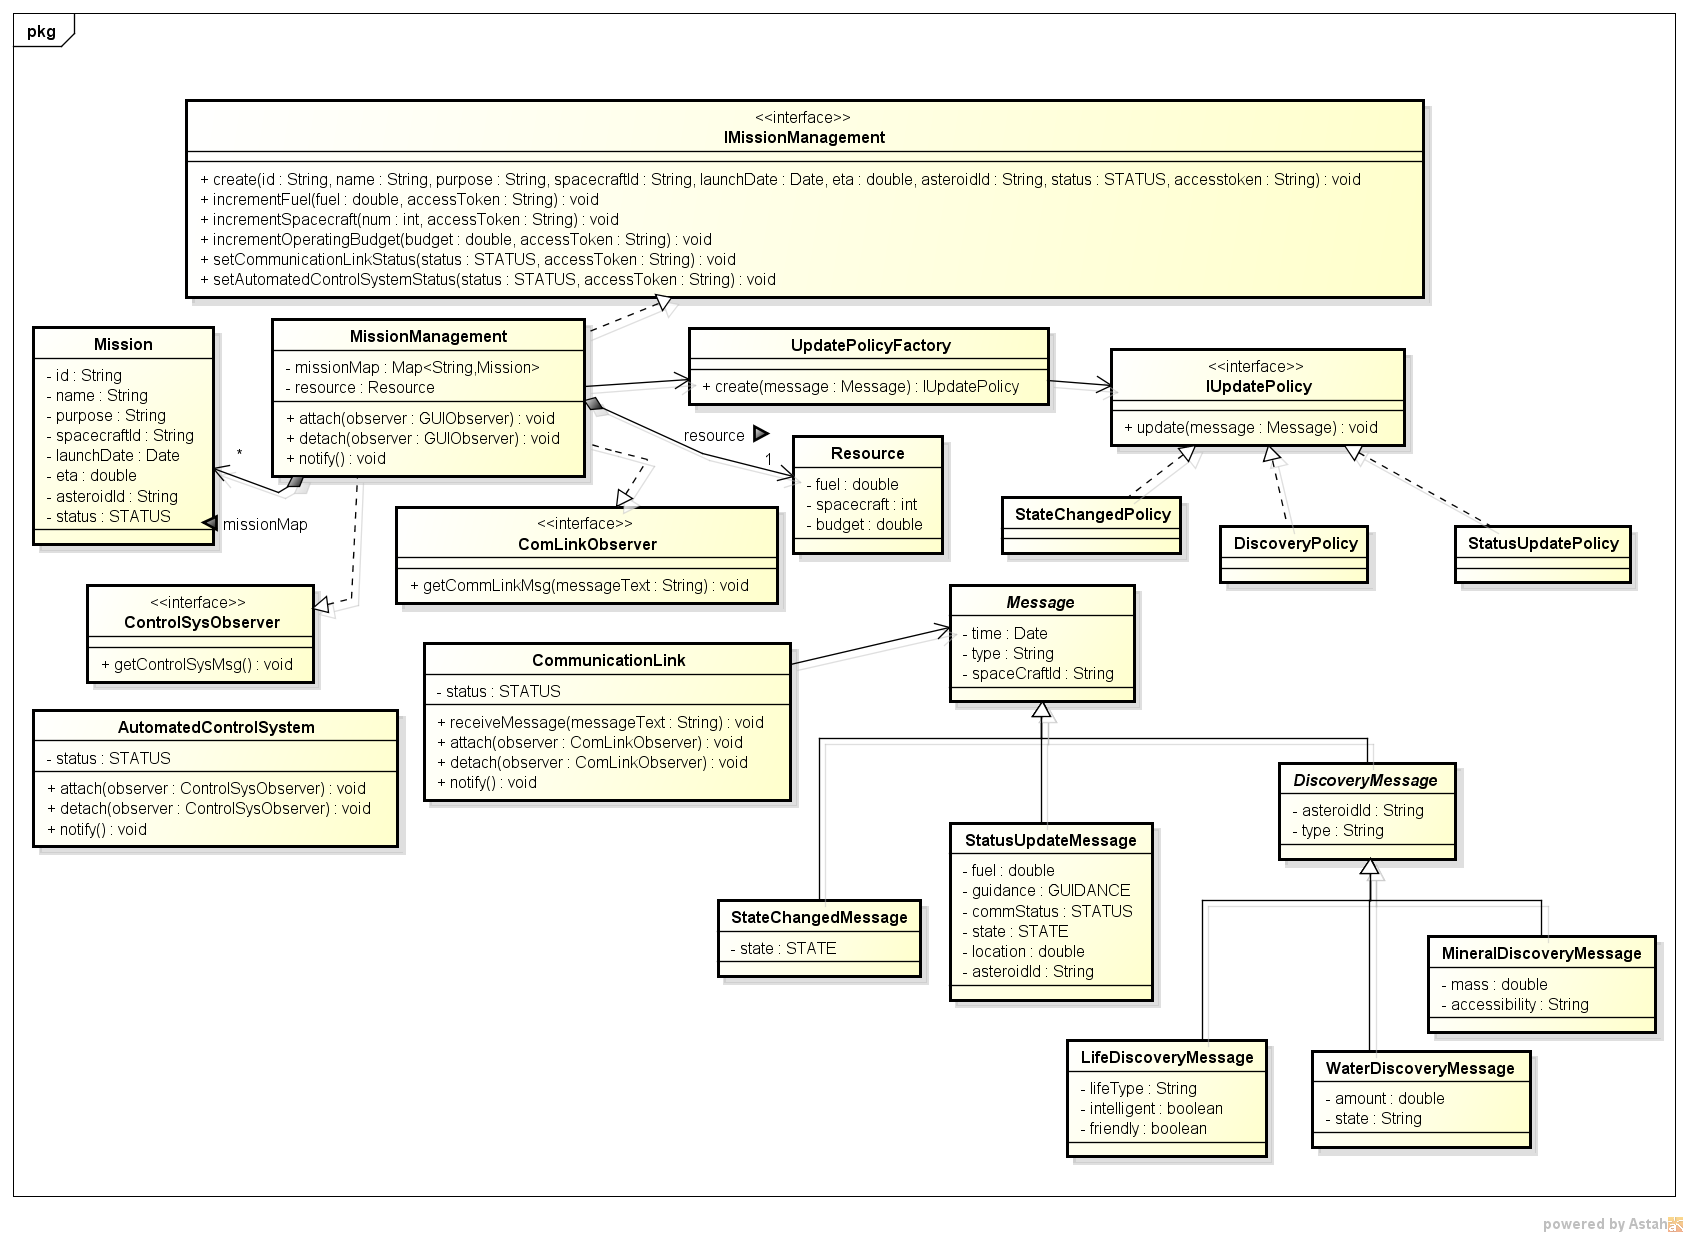 pkg
<<interface>>
IMissionManagement
+ create(id : String, name : String, purpose : String, spacecraftId : String, launchDate : Date, eta : double, asteroidId : String, status : STATUS, accesstoken : String) : void
+ incrementFuel(fuel : double, accessToken : String) : void
+ incrementSpacecraft(num : int, accessToken : String) : void
+ incrementOperatingBudget(budget : double, accessToken : String) : void
+ setCommunicationLinkStatus(status : STATUS, accessToken : String) : void
+ setAutomatedControlSystemStatus(status : STATUS, accessToken : String) : void
Mission
- id : String
- name : String
- purpose : String
- spacecraftId : String
- launchDate : Date
- eta : double
- asteroidId : String
- status : STATUS
*
missionMap
MissionManagement
- missionMap : Map<String,Mission>
- resource : Resource
+ attach(observer : GUIObserver) : void
+ detach(observer : GUIObserver) : void
+ notify() : void
UpdatePolicyFactory
+ create(message : Message) : IUpdatePolicy
<<interface>>
IUpdatePolicy
+ update(message : Message) : void
resource
1
Resource
- fuel : double
- spacecraft : int
- budget : double
StateChangedPolicy
DiscoveryPolicy
StatusUpdatePolicy
<<interface>>
ComLinkObserver
+ getCommLinkMsg(messageText : String) : void
<<interface>>
ControlSysObserver
+ getControlSysMsg() : void
Message
- time : Date
- type : String
- spaceCraftId : String
CommunicationLink
- status : STATUS
+ receiveMessage(messageText : String) : void
+ attach(observer : ComLinkObserver) : void
+ detach(observer : ComLinkObserver) : void
+ notify() : void
AutomatedControlSystem
- status : STATUS
+ attach(observer : ControlSysObserver) : void
+ detach(observer : ControlSysObserver) : void
+ notify() : void
DiscoveryMessage
- asteroidId : String
- type : String
StatusUpdateMessage
- fuel : double
- guidance : GUIDANCE
- commStatus : STATUS
- state : STATE
- location : double
- asteroidId : String
StateChangedMessage
- state : STATE
MineralDiscoveryMessage
- mass : double
- accessibility : String
LifeDiscoveryMessage
- lifeType : String
- intelligent : boolean
- friendly : boolean
WaterDiscoveryMessage
- amount : double
- state : String
powered by Astah